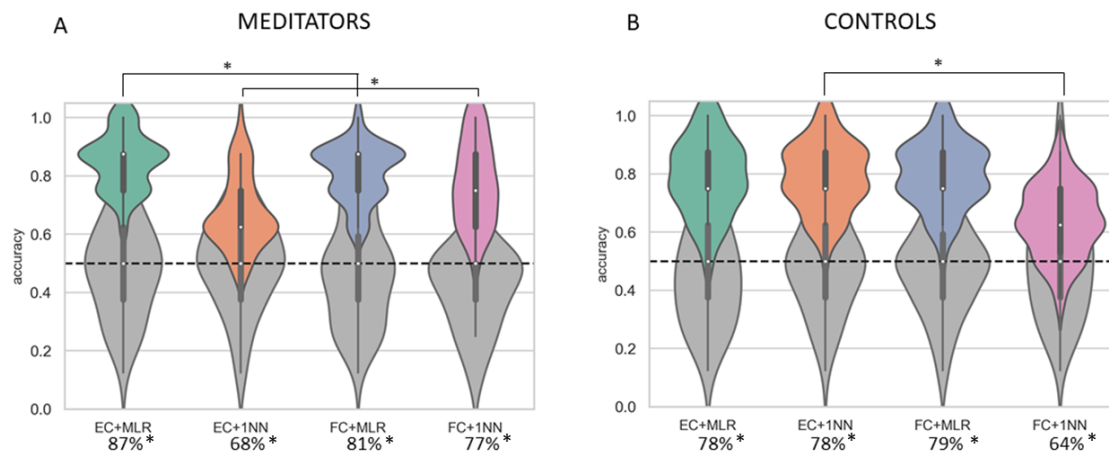 A MEDITATORS
* *
1.0
0.8
0.6
0.4
0.2
0.0
accuracy
EC+MLR EC+1NN FC+MLR FC+1NN
87% * 68% * 81% * 77% *
B CONTROLS
*
1.0
0.8
0.6
0.4
0.2
0.0
accuracy
EC+MLR EC+1NN FC+MLR FC+1NN
78% * 78% * 79% * 64% *